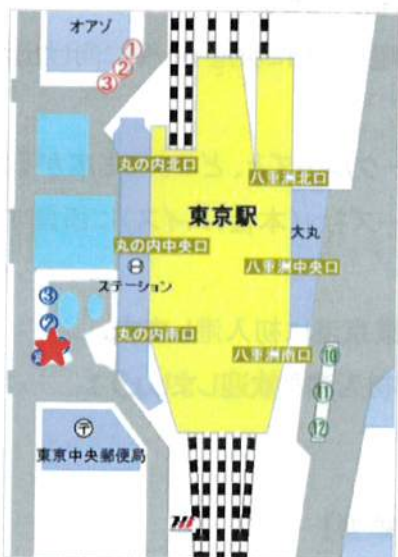 オアゾ
①
②
③
丸の内北口
八重洲北口
東京駅
大丸
丸の内中央口
八重洲中央口
Ⓗ
ステーション
③
②
丸の内南口
八重洲南口
⑩
⑪
⑫
〒
東京中央郵便局